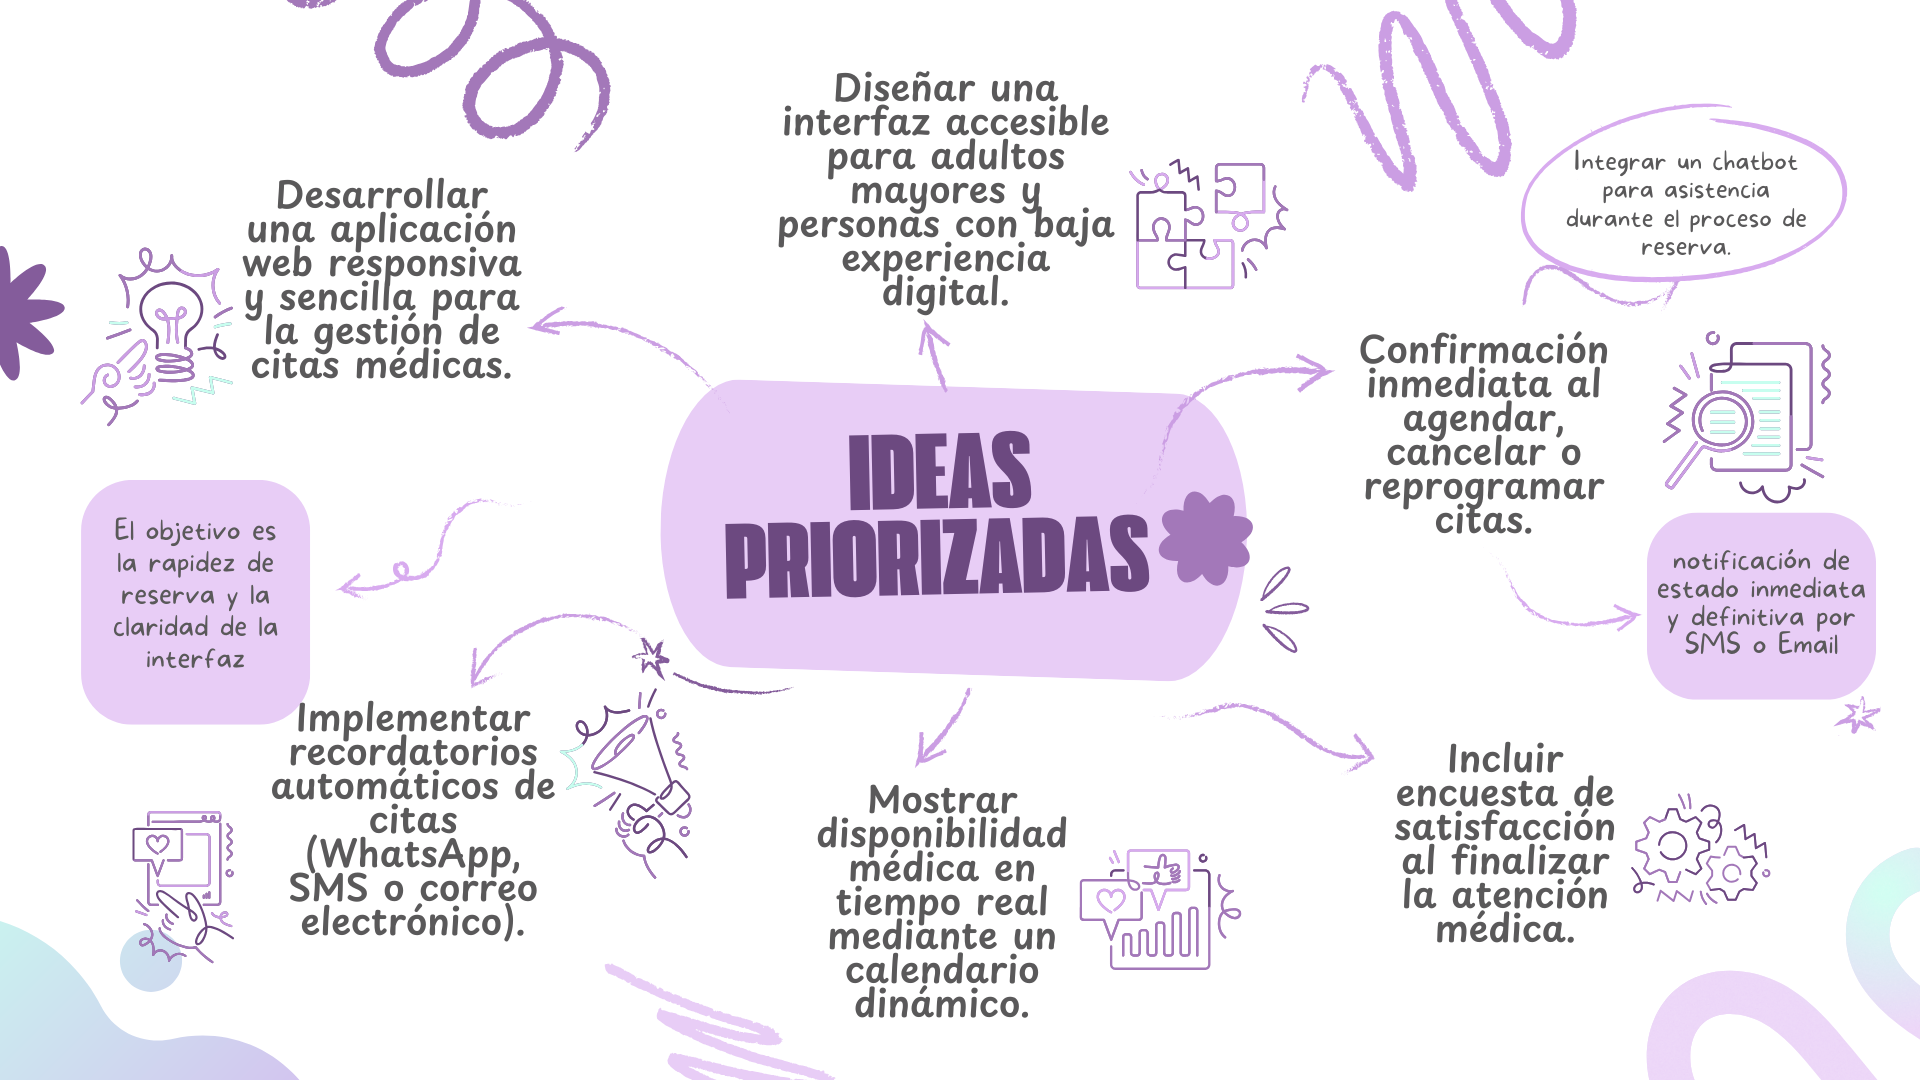 Diseñar una
interfaz accesible
para adultos
mayores y
personas con baja
experiencia
digital.
Integrar un chatbot
para asistencia
durante el proceso de
reserva.
Desarrollar
una aplicación
web responsiva
y sencilla para
la gestión de
citas médicas.
Confirmación
inmediata al
agendar,
cancelar o
reprogramar
citas.
IDEAS
PRIORIZADAS
El objetivo es
la rapidez de
reserva y la
claridad de la
interfaz
notificación de
estado inmediata
y definitiva por
SMS o Email
Implementar
recordatorios
automáticos de
citas
(WhatsApp,
SMS o correo
electrónico).
Mostrar
disponibilidad
médica en
tiempo real
mediante un
calendario
dinámico.
Incluir
encuesta de
satisfacción
al finalizar
la atención
médica.